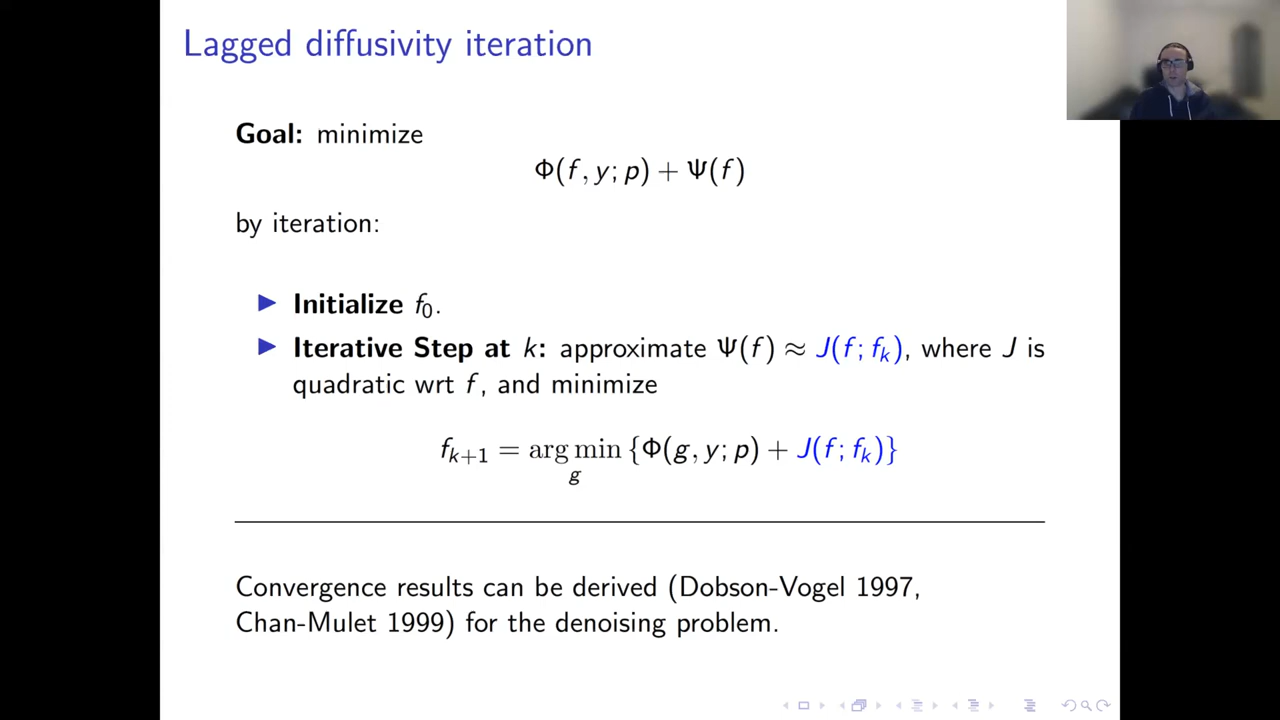 Lagged diffusivity iteration
Goal: minimize
Φ(f, y; p) + Ψ(f)
by iteration:
▶ Initialize f₀.
▶ Iterative Step at k: approximate Ψ(f) ≈ J(f; fₖ), where J is
quadratic wrt f, and minimize
fₖ₊₁ = arg min {Φ(g, y; p) + J(f; fₖ)}
g
Convergence results can be derived (Dobson-Vogel 1997,
Chan-Mulet 1999) for the denoising problem.